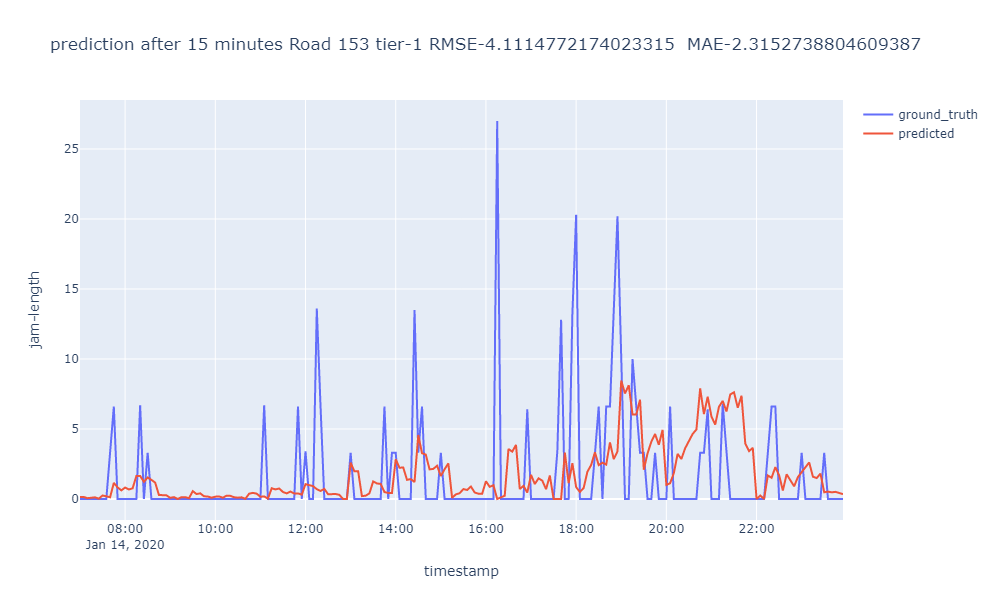 prediction after 15 minutes Road 153 tier-1 RMSE-4.1114772174023315  MAE-2.3152738804609387
ground_truth
predicted
25
20
15
10
5
0
jam-length
08:00 10:00 12:00 14:00 16:00 18:00 20:00 22:00
Jan 14, 2020
timestamp